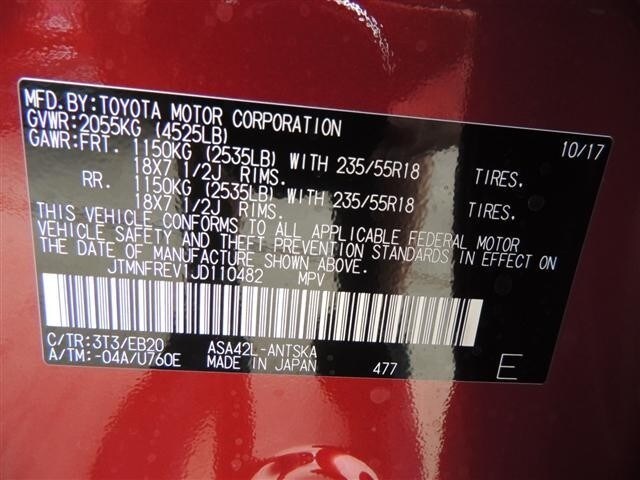 MFD.BY:TOYOTA MOTOR CORPORATION 10/17
GVWR:2055KG (4525LB)
GAWR:FRT. 1150KG (2535LB) WITH 235/55R18 TIRES,
18X7 1/2J RIMS.
RR. 1150KG (2535LB) WITH 235/55R18 TIRES,
18X7 1/2J RIMS.
THIS VEHICLE CONFORMS TO ALL APPLICABLE FEDERAL MOTOR
VEHICLE SAFETY AND THEFT PREVENTION STANDARDS IN EFFECT ON
THE DATE OF MANUFACTURE SHOWN ABOVE.
JTMNFREV1JD110482 MPV
C/TR:3T3/EB20 ASA42L-ANTSKA
A/TM:-04A/U760E MADE IN JAPAN 477 E